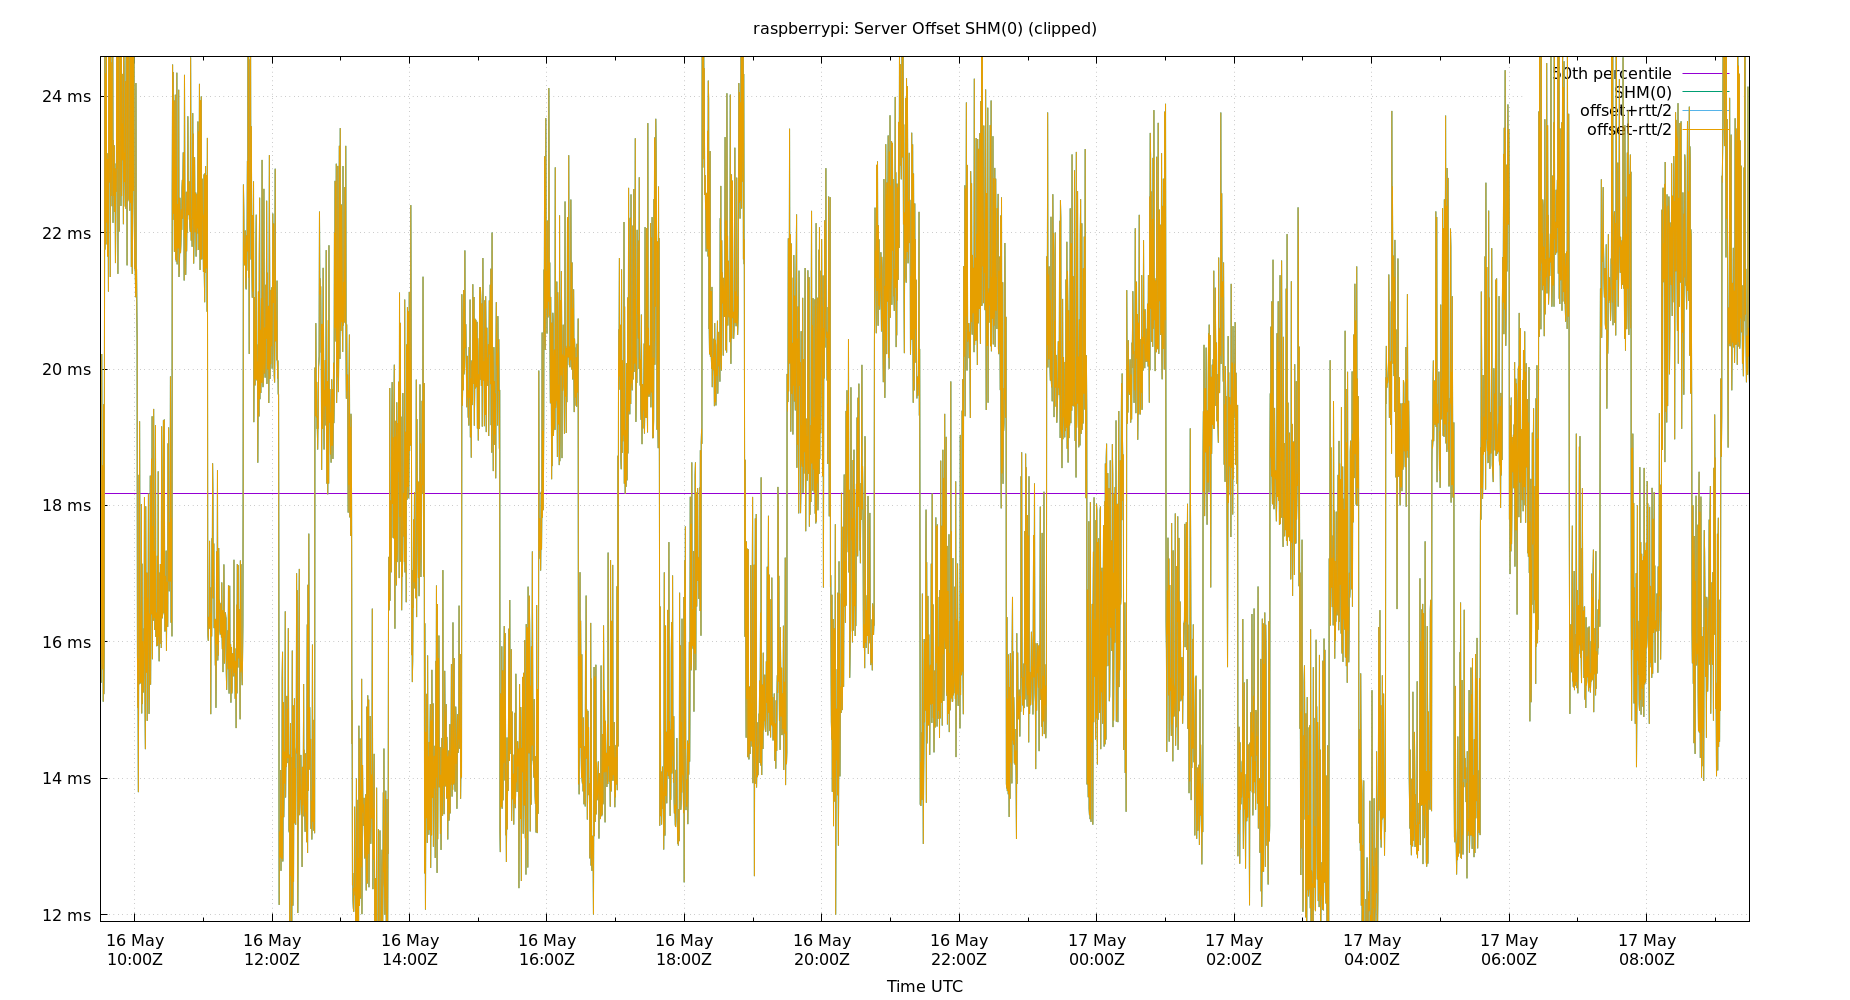 raspberrypi: Server Offset SHM(0) (clipped)
24 ms
22 ms
20 ms
18 ms
16 ms
14 ms
12 ms
50th percentile
SHM(0)
offset+rtt/2
offset-rtt/2
16 May 16 May 16 May 16 May 16 May 16 May 16 May 17 May 17 May 17 May 17 May 17 May
10:00Z 12:00Z 14:00Z 16:00Z 18:00Z 20:00Z 22:00Z 00:00Z 02:00Z 04:00Z 06:00Z 08:00Z
Time UTC